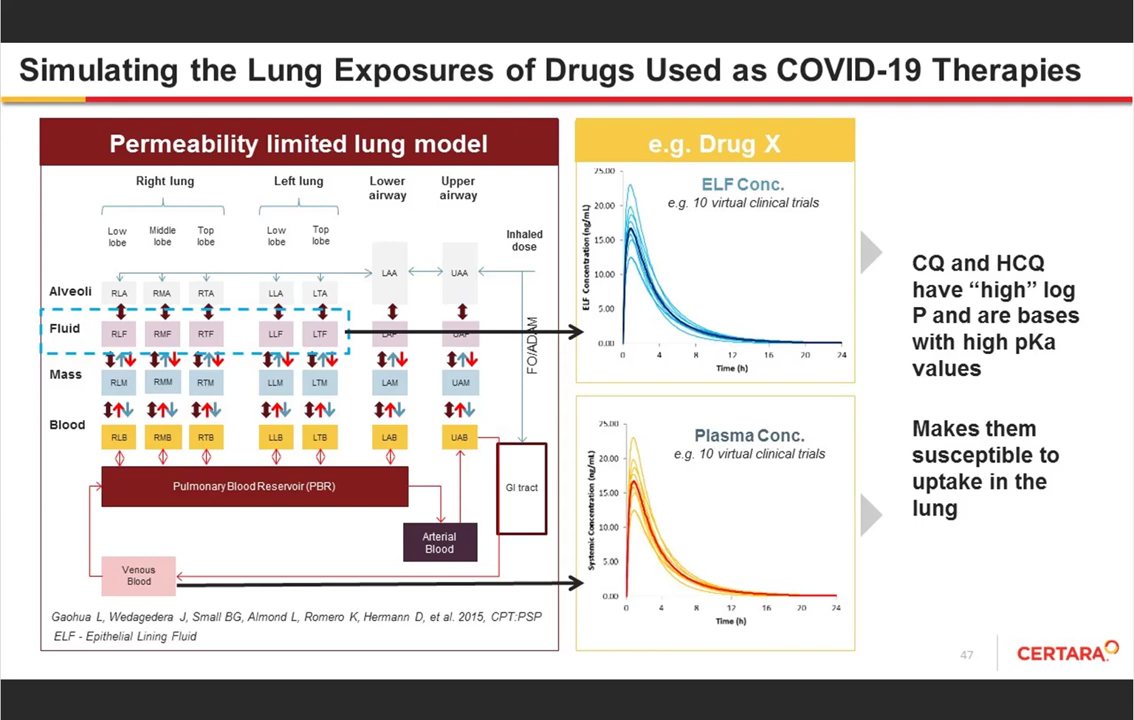 Simulating the Lung Exposures of Drugs Used as COVID-19 Therapies
Permeability limited lung model
Right lung
Left lung
Lower
airway
Upper
airway
Low
lobe
Middle
lobe
Top
lobe
Low
lobe
Top
lobe
Inhaled
dose
LAA
UAA
Alveoli
RLA
RMA
RTA
LLA
LTA
Fluid
RLF
RMF
RTF
LLF
LTF
LAF
UAF
FO/ADAM
Mass
RLM
RMM
RTM
LLM
LTM
LAM
UAM
Blood
RLB
RMB
RTB
LLB
LTB
LAB
UAB
Pulmonary Blood Reservoir (PBR)
GI tract
Arterial
Blood
Venous
Blood
Gaohua L, Wedagedera J, Small BG, Almond L, Romero K, Hermann D, et al. 2015, CPT:PSP
ELF - Epithelial Lining Fluid
e.g. Drug X
ELF Conc.
e.g. 10 virtual clinical trials
ELF Concentration (ng/mL)
25.00
20.00
15.00
10.00
5.00
0.00
0 4 8 12 16 20 24
Time (h)
Plasma Conc.
e.g. 10 virtual clinical trials
Systemic Concentration (ng/mL)
25.00
20.00
15.00
10.00
5.00
0.00
0 4 8 12 16 20 24
Time (h)
CQ and HCQ
have “high” log
P and are bases
with high pKa
values
Makes them
susceptible to
uptake in the
lung
47
CERTARA